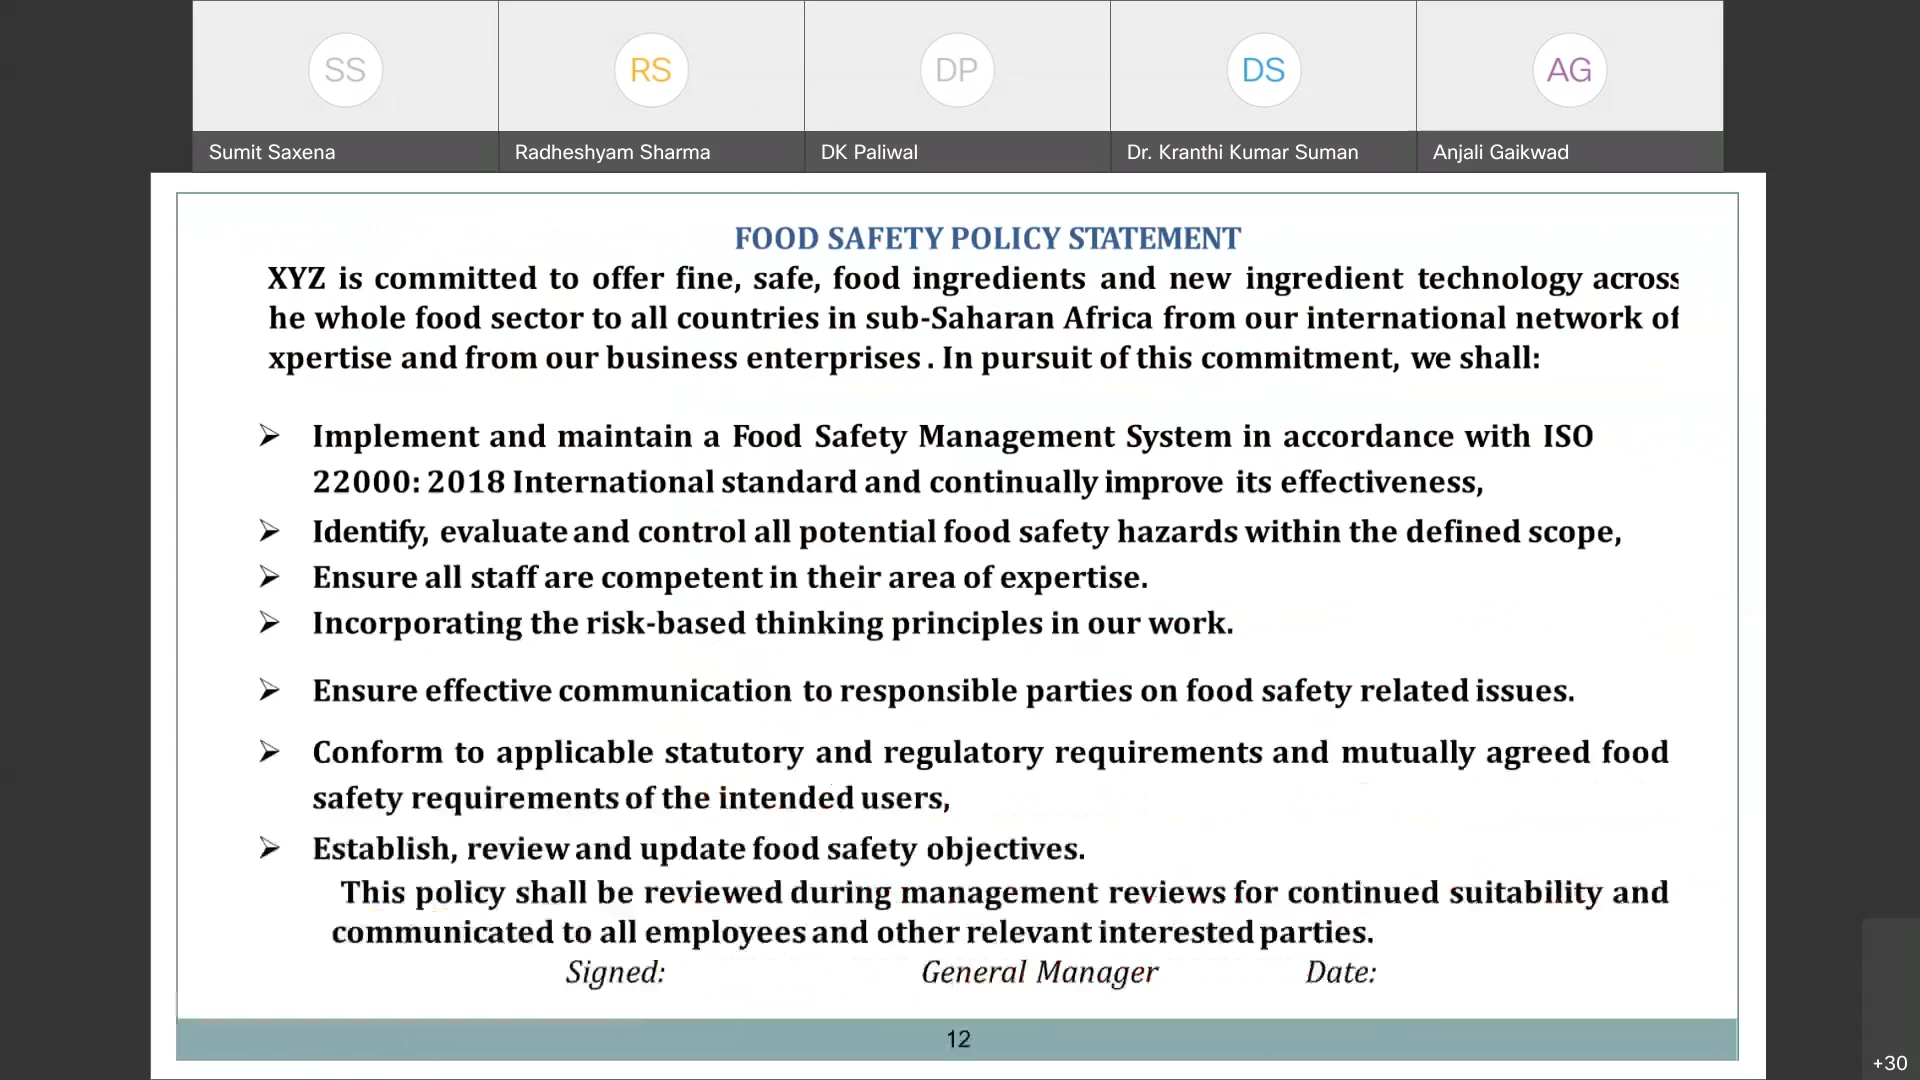 SS RS DP DS AG
Sumit Saxena Radheshyam Sharma DK Paliwal Dr. Kranthi Kumar Suman Anjali Gaikwad
FOOD SAFETY POLICY STATEMENT
XYZ is committed to offer fine, safe, food ingredients and new ingredient technology across
he whole food sector to all countries in sub-Saharan Africa from our international network of
xpertise and from our business enterprises . In pursuit of this commitment, we shall:
➢ Implement and maintain a Food Safety Management System in accordance with ISO
22000: 2018 International standard and continually improve its effectiveness,
➢ Identify, evaluate and control all potential food safety hazards within the defined scope,
➢ Ensure all staff are competent in their area of expertise.
➢ Incorporating the risk-based thinking principles in our work.
➢ Ensure effective communication to responsible parties on food safety related issues.
➢ Conform to applicable statutory and regulatory requirements and mutually agreed food
safety requirements of the intended users,
➢ Establish, review and update food safety objectives.
This policy shall be reviewed during management reviews for continued suitability and
communicated to all employees and other relevant interested parties.
Signed: General Manager Date:
12
+30